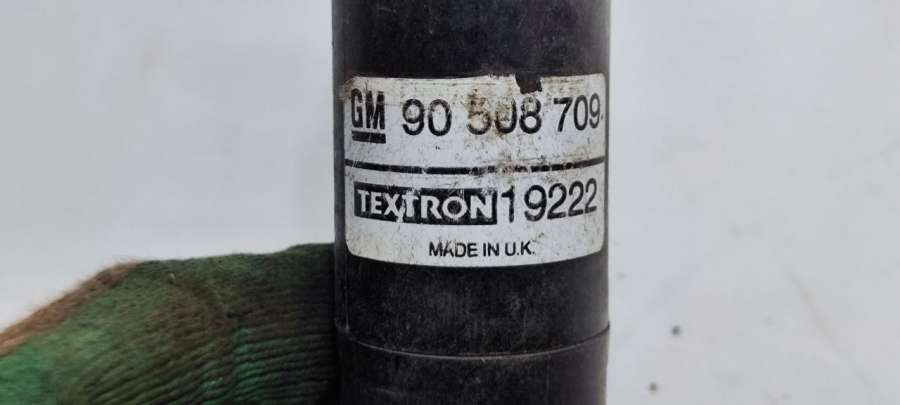 GM 90 508 709
TEXTRON 19222
MADE IN U.K.